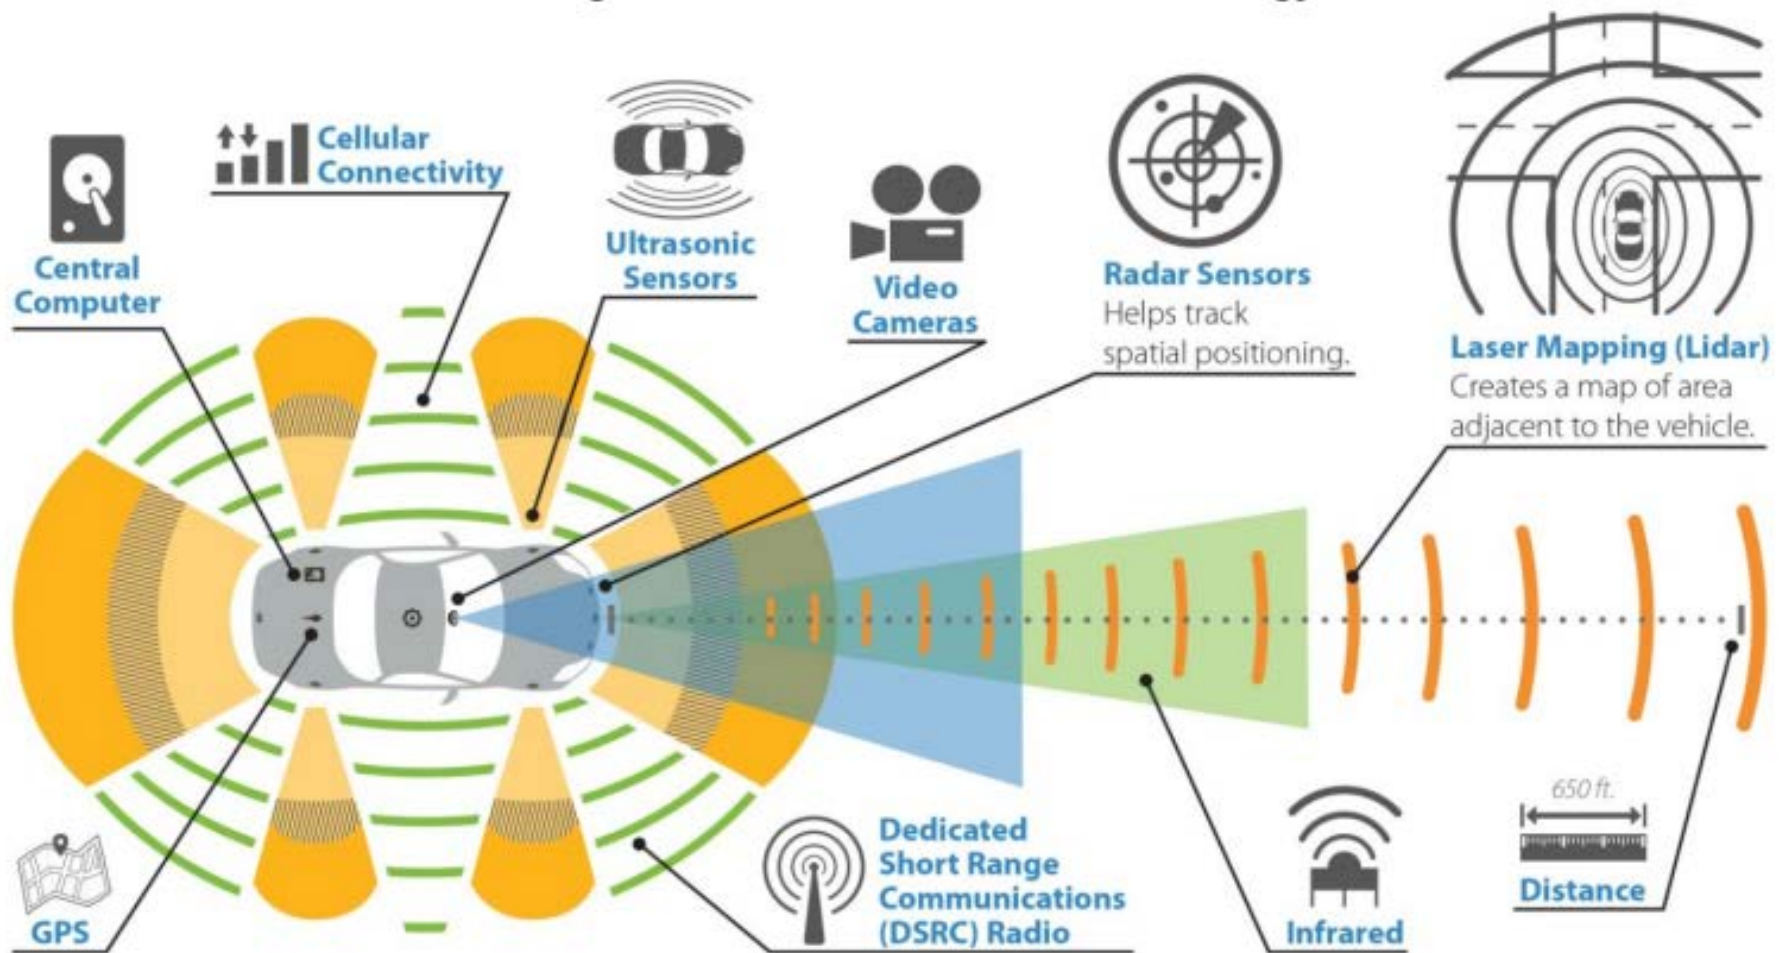 Cellular
Connectivity
Central
Computer
Ultrasonic
Sensors
Video
Cameras
Radar Sensors
Helps track
spatial positioning.
Laser Mapping (Lidar)
Creates a map of area
adjacent to the vehicle.
GPS
Dedicated
Short Range
Communications
(DSRC) Radio
Infrared
650 ft.
Distance